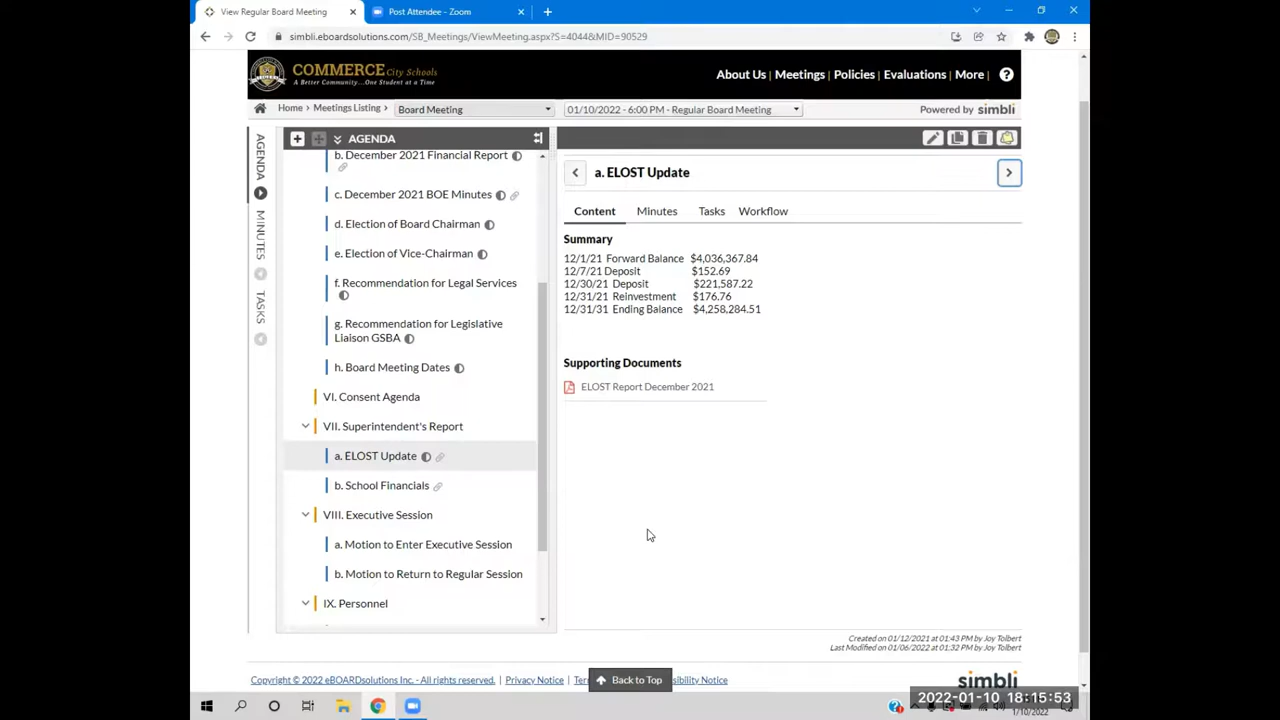 View Regular Board Meeting
Post Attendee - Zoom
simbli.eboardsolutions.com/SB_Meetings/ViewMeeting.aspx?S=4044&MID=90529
COMMERCE City Schools
A Better Community...One Student at a Time
About Us | Meetings | Policies | Evaluations | More |
Home › Meetings Listing › Board Meeting
01/10/2022 - 6:00 PM - Regular Board Meeting
Powered by simbli
AGENDA
MINUTES
TASKS
AGENDA
b. December 2021 Financial Report
c. December 2021 BOE Minutes
d. Election of Board Chairman
e. Election of Vice-Chairman
f. Recommendation for Legal Services
g. Recommendation for Legislative
Liaison GSBA
h. Board Meeting Dates
VI. Consent Agenda
VII. Superintendent's Report
a. ELOST Update
b. School Financials
VIII. Executive Session
a. Motion to Enter Executive Session
b. Motion to Return to Regular Session
IX. Personnel
a. ELOST Update
Content Minutes Tasks Workflow
Summary
12/1/21 Forward Balance $4,036,367.84
12/7/21 Deposit $152.69
12/30/21 Deposit $221,587.22
12/31/21 Reinvestment $176.76
12/31/31 Ending Balance $4,258,284.51
Supporting Documents
ELOST Report December 2021
Created on 01/12/2021 at 01:43 PM by Joy Tolbert
Last Modified on 01/06/2022 at 01:32 PM by Joy Tolbert
Copyright © 2022 eBOARDsolutions Inc. - All rights reserved. | Privacy Notice |
Back to Top
simbli
2022-01-10 18:15:53
1/10/2022